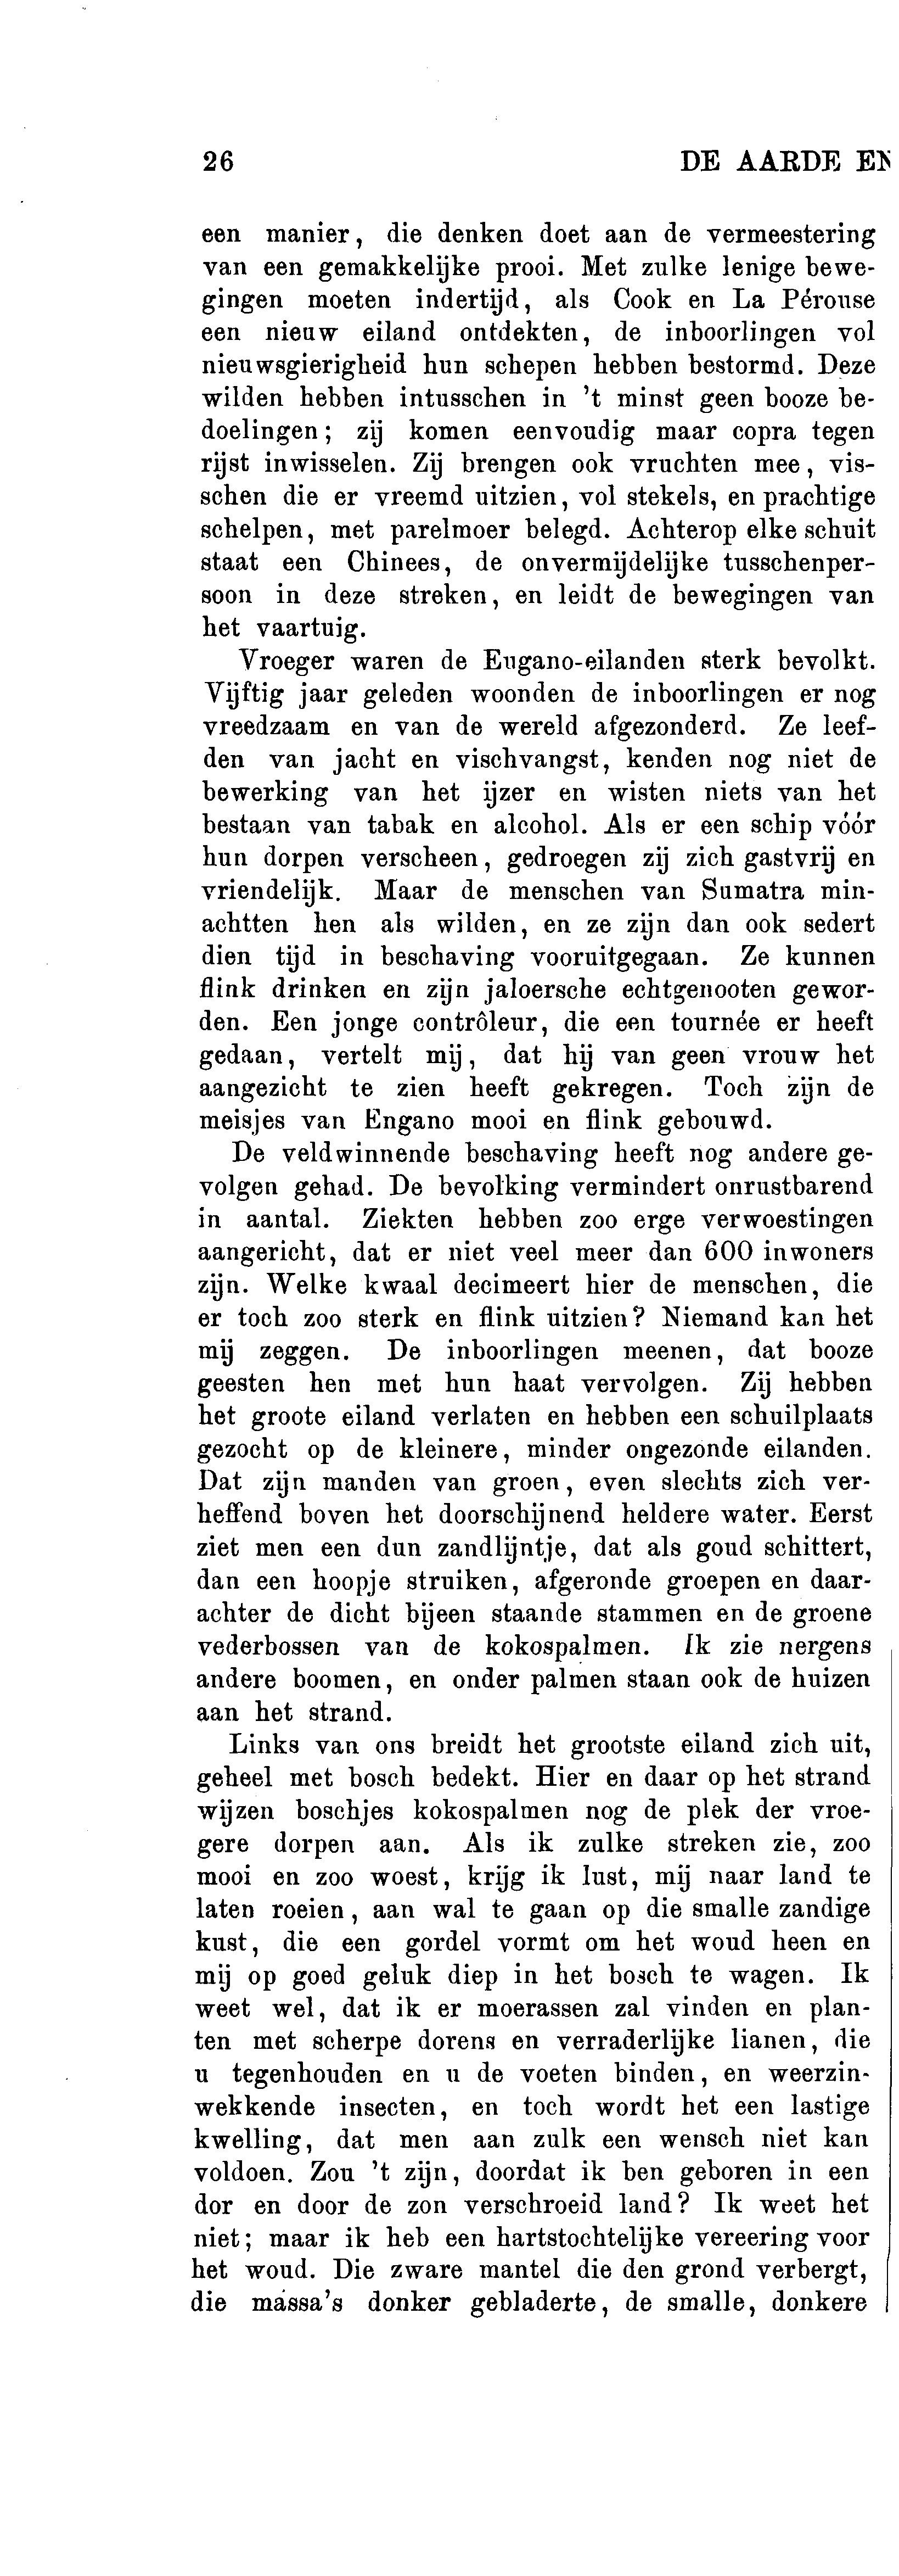 26 DE AARDE EN
een manier, die denken doet aan de vermeestering
van een gemakkelijke prooi. Met zulke lenige bewe-
gingen moeten indertijd, als Cook en La Pérouse
een nieuw eiland ontdekten, de inboorlingen vol
nieuwsgierigheid hun schepen hebben bestormd. Deze
wilden hebben intusschen in 't minst geen booze be-
doelingen; zij komen eenvoudig maar copra tegen
rijst inwisselen. Zij brengen ook vruchten mee, vis-
schen die er vreemd uitzien, vol stekels, en prachtige
schelpen, met parelmoer belegd. Achterop elke schuit
staat een Chinees, de onvermijdelijke tusschenper-
soon in deze streken, en leidt de bewegingen van
het vaartuig.
Vroeger waren de Engano-eilanden sterk bevolkt.
Vijftig jaar geleden woonden de inboorlingen er nog
vreedzaam en van de wereld afgezonderd. Ze leef-
den van jacht en vischvangst, kenden nog niet de
bewerking van het ijzer en wisten niets van het
bestaan van tabak en alcohol. Als er een schip vóór
hun dorpen verscheen, gedroegen zij zich gastvrij en
vriendelijk. Maar de menschen van Sumatra min-
achtten hen als wilden, en ze zijn dan ook sedert
dien tijd in beschaving vooruitgegaan. Ze kunnen
flink drinken en zijn jaloersche echtgenooten gewor-
den. Een jonge contrôleur, die een tournée er heeft
gedaan, vertelt mij, dat hij van geen vrouw het
aangezicht te zien heeft gekregen. Toch zijn de
meisjes van Engano mooi en flink gebouwd.
De veldwinnende beschaving heeft nog andere ge-
volgen gehad. De bevolking vermindert onrustbarend
in aantal. Ziekten hebben zoo erge verwoestingen
aangericht, dat er niet veel meer dan 600 inwoners
zijn. Welke kwaal decimeert hier de menschen, die
er toch zoo sterk en flink uitzien? Niemand kan het
mij zeggen. De inboorlingen meenen, dat booze
geesten hen met hun haat vervolgen. Zij hebben
het groote eiland verlaten en hebben een schuilplaats
gezocht op de kleinere, minder ongezonde eilanden.
Dat zijn manden van groen, even slechts zich ver-
heffend boven het doorschijnend heldere water. Eerst
ziet men een dun zandlijntje, dat als goud schittert,
dan een hoopje struiken, afgeronde groepen en daar-
achter de dicht bijeen staande stammen en de groene
vederbossen van de kokospalmen. Ik zie nergens
andere boomen, en onder palmen staan ook de huizen
aan het strand.
Links van ons breidt het grootste eiland zich uit,
geheel met bosch bedekt. Hier en daar op het strand
wijzen boschjes kokospalmen nog de plek der vroe-
gere dorpen aan. Als ik zulke streken zie, zoo
mooi en zoo woest, krijg ik lust, mij naar land te
laten roeien, aan wal te gaan op die smalle zandige
kust, die een gordel vormt om het woud heen en
mij op goed geluk diep in het bosch te wagen. Ik
weet wel, dat ik er moerassen zal vinden en plan-
ten met scherpe dorens en verraderlijke lianen, die
u tegenhouden en u de voeten binden, en weerzin-
wekkende insecten, en toch wordt het een lastige
kwelling, dat men aan zulk een wensch niet kan
voldoen. Zou 't zijn, doordat ik ben geboren in een
dor en door de zon verschroeid land? Ik weet het
niet; maar ik heb een hartstochtelijke vereering voor
het woud. Die zware mantel die den grond verbergt,
die massa's donker gebladerte, de smalle, donkere